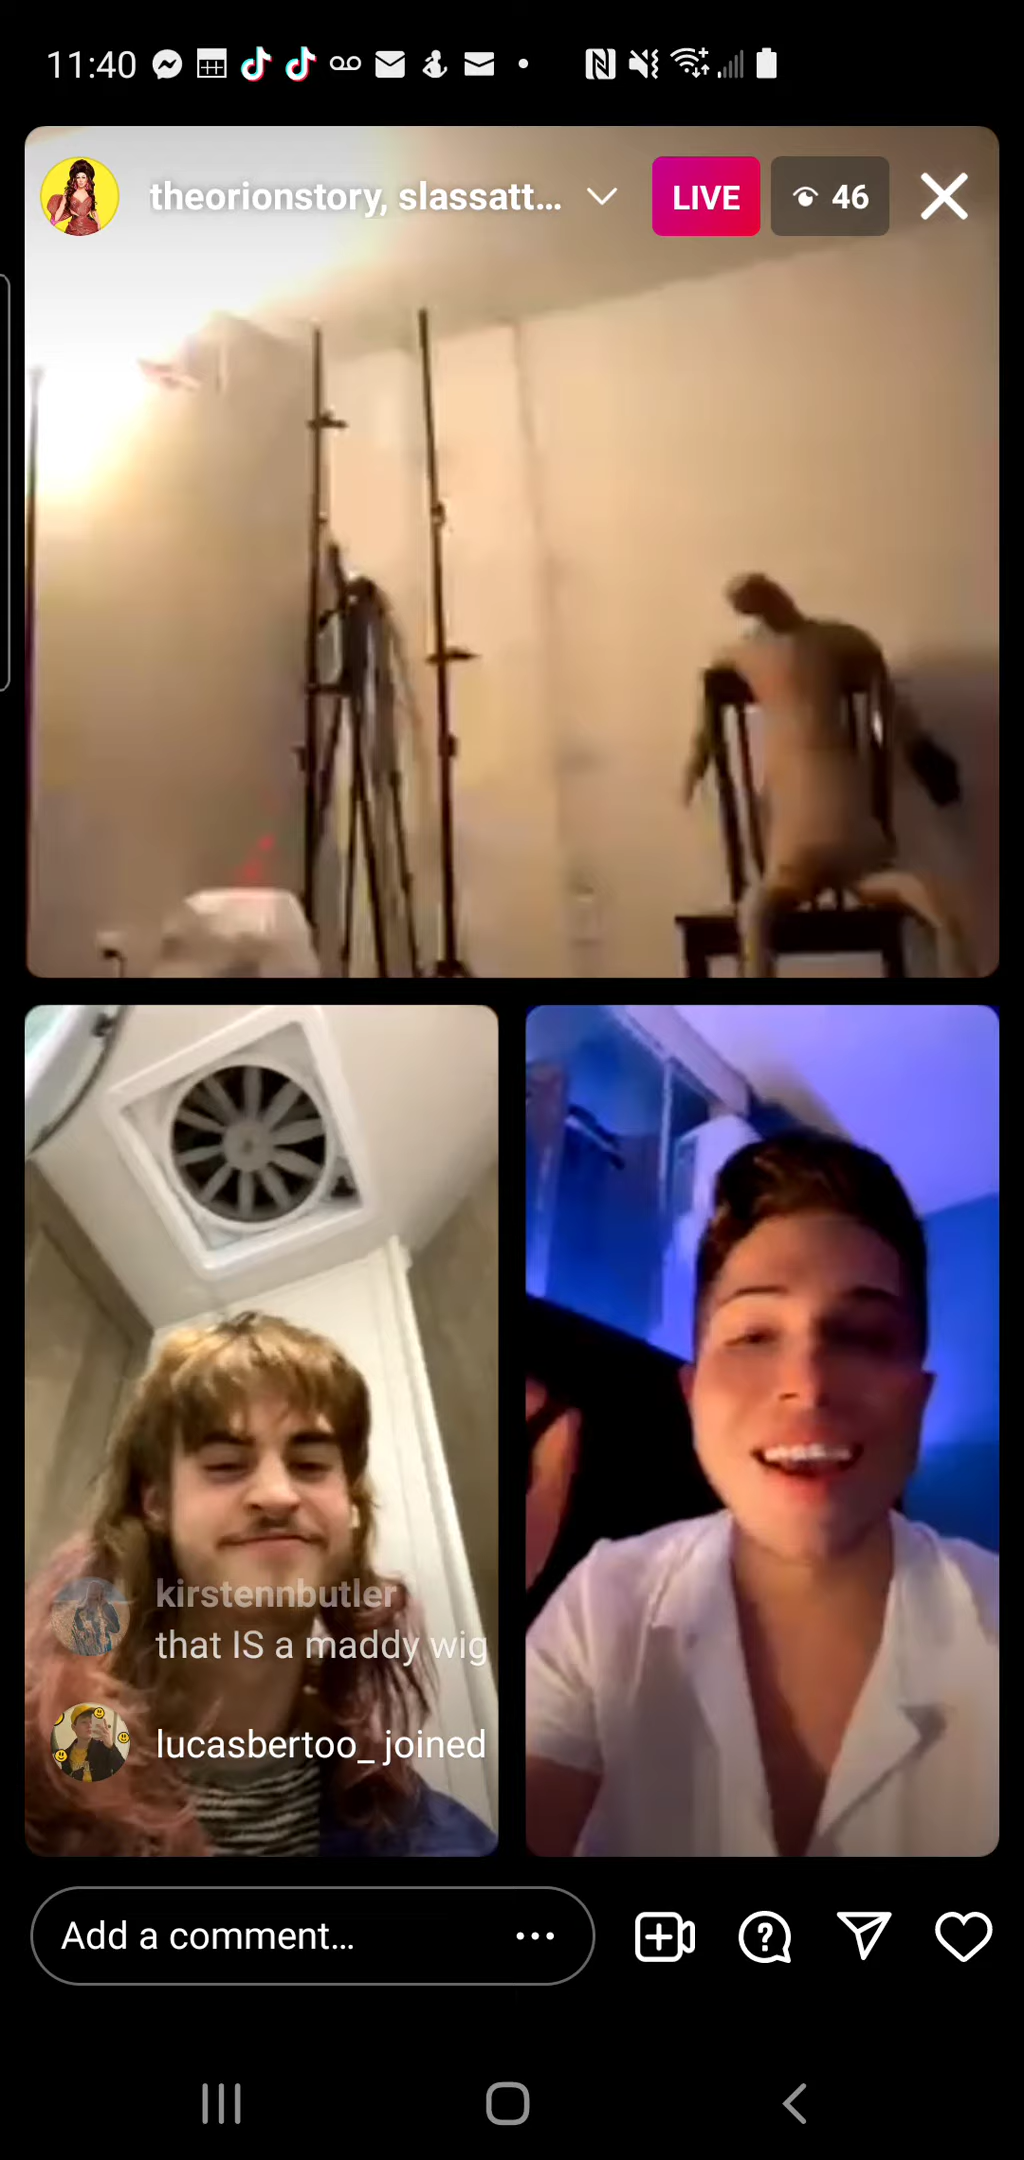 11:40
theorionstory, slassatt...
LIVE
46
kirstennbutler
that IS a maddy wig
lucasbertoo_ joined
Add a comment...